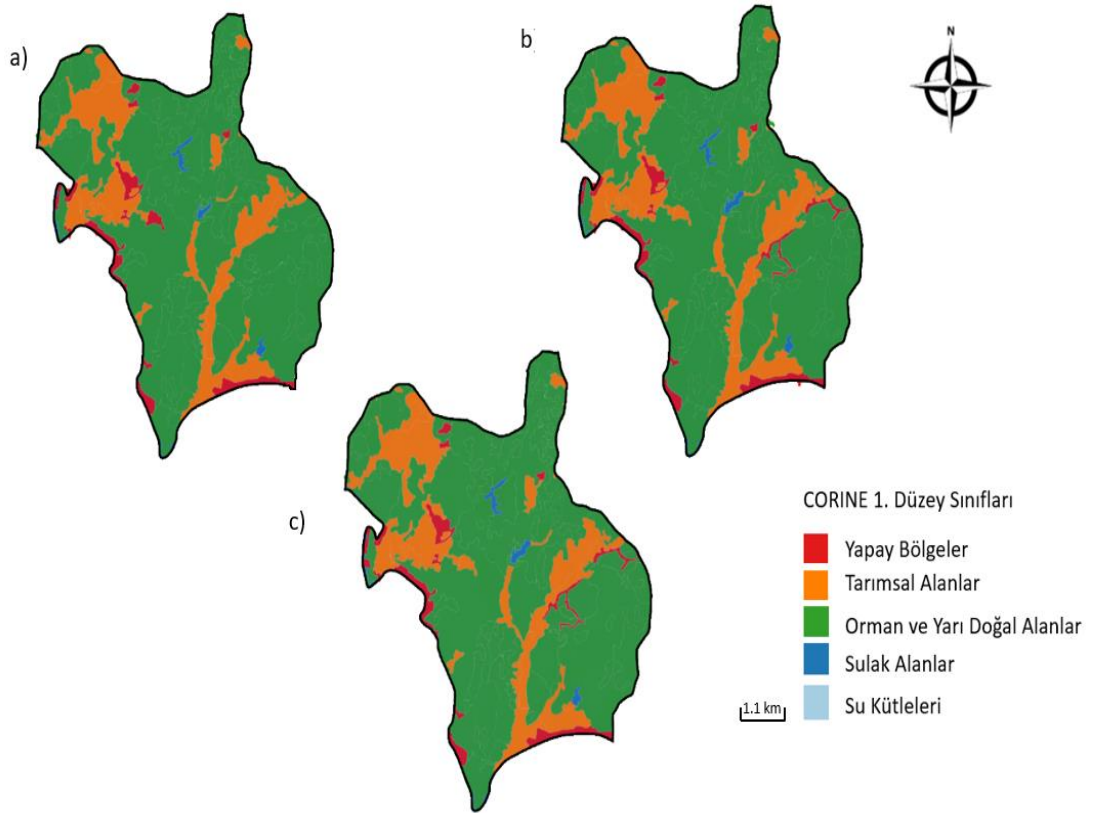 a)
b)
N
c)
CORINE 1. Düzey Sınıfları
Yapay Bölgeler
Tarımsal Alanlar
Orman ve Yarı Doğal Alanlar
Sulak Alanlar
Su Kütleleri
1.1 km